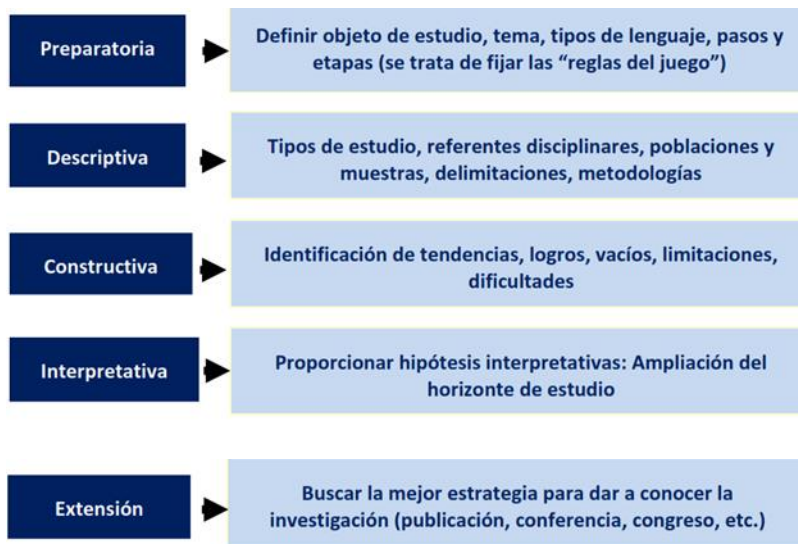 Preparatoria
Definir objeto de estudio, tema, tipos de lenguaje, pasos y
etapas (se trata de fijar las “reglas del juego”)
Descriptiva
Tipos de estudio, referentes disciplinares, poblaciones y
muestras, delimitaciones, metodologías
Constructiva
Identificación de tendencias, logros, vacíos, limitaciones,
dificultades
Interpretativa
Proporcionar hipótesis interpretativas: Ampliación del
horizonte de estudio
Extensión
Buscar la mejor estrategia para dar a conocer la
investigación (publicación, conferencia, congreso, etc.)